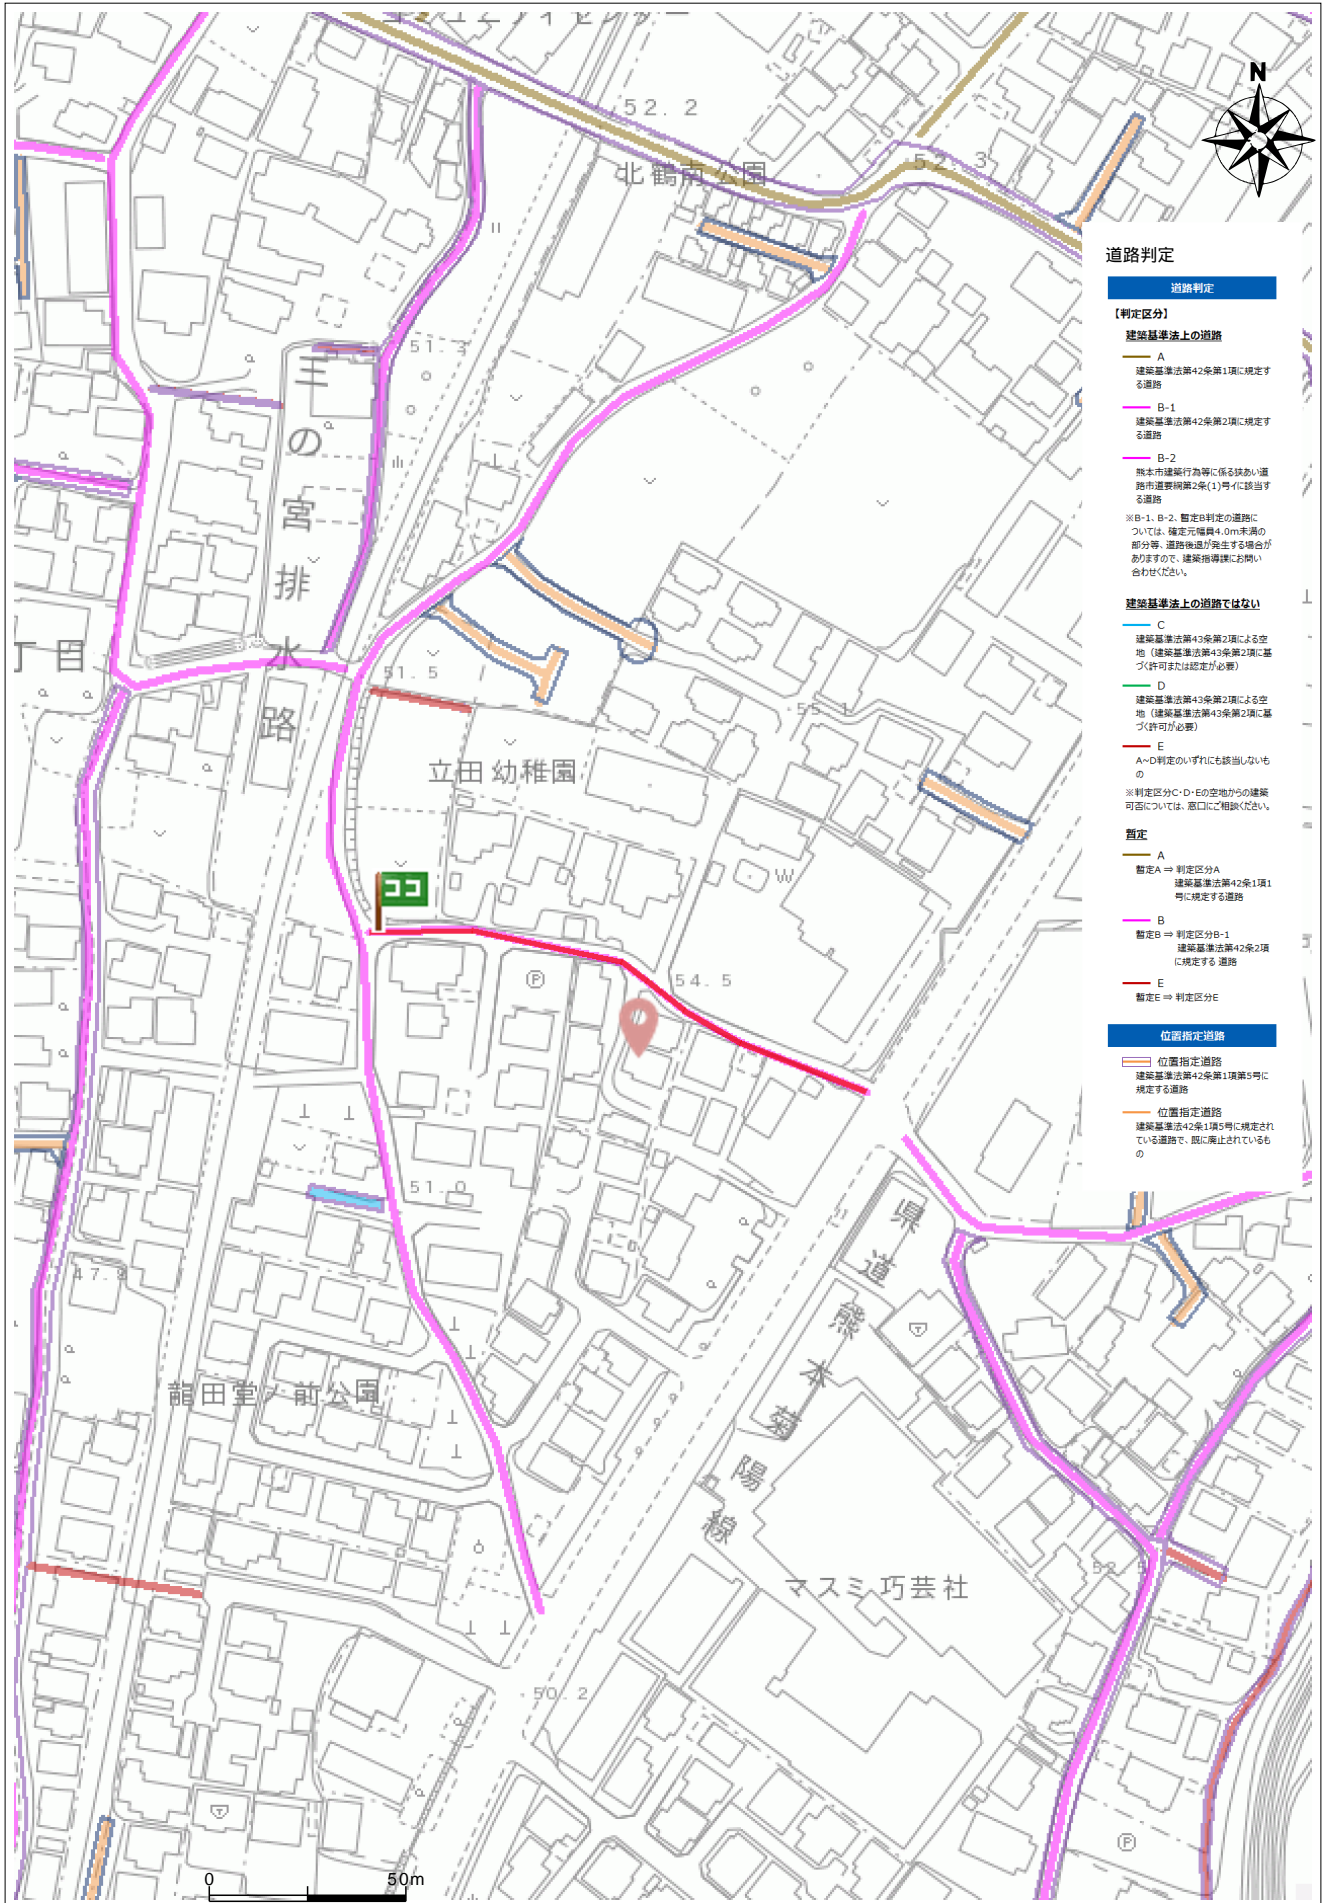 コミュニティセンター
52.2
北鶴南公園
52.3
N
51.3
三の宮排水路
丁目
51.5
55.1
立田幼稚園
ココ
W
P
54.5
51.0
47.8
県道熊本菊陽線
龍田堂ノ前公園
マスミ巧芸社
52.5
50.2
P
0 50m
道路判定
道路判定
【判定区分】
建築基準法上の道路
A
建築基準法第42条第1項に規定す
る道路
B-1
建築基準法第42条第2項に規定す
る道路
B-2
熊本市建築行為等に係る狭あい道
路市道要綱第2条(1)号イに該当す
る道路
※B-1、B-2、暫定B判定の道路に
ついては、確定元幅員4.0m未満の
部分等、道路後退が発生する場合が
ありますので、建築指導課にお問い
合わせください。
建築基準法上の道路ではない
C
建築基準法第43条第2項による空
地（建築基準法第43条第2項に基
づく許可または認定が必要）
D
建築基準法第43条第2項による空
地（建築基準法第43条第2項に基
づく許可が必要）
E
A~D判定のいずれにも該当しないも
の
※判定区分C・D・Eの空地からの建築
可否については、窓口にご相談ください。
暫定
A
暫定A ⇒ 判定区分A
建築基準法第42条1項1
号に規定する道路
B
暫定B ⇒ 判定区分B-1
建築基準法第42条2項
に規定する 道路
E
暫定E ⇒ 判定区分E
位置指定道路
位置指定道路
建築基準法第42条第1項第5号に
規定する道路
位置指定道路
建築基準法42条1項5号に規定され
ている道路で、既に廃止されているも
の